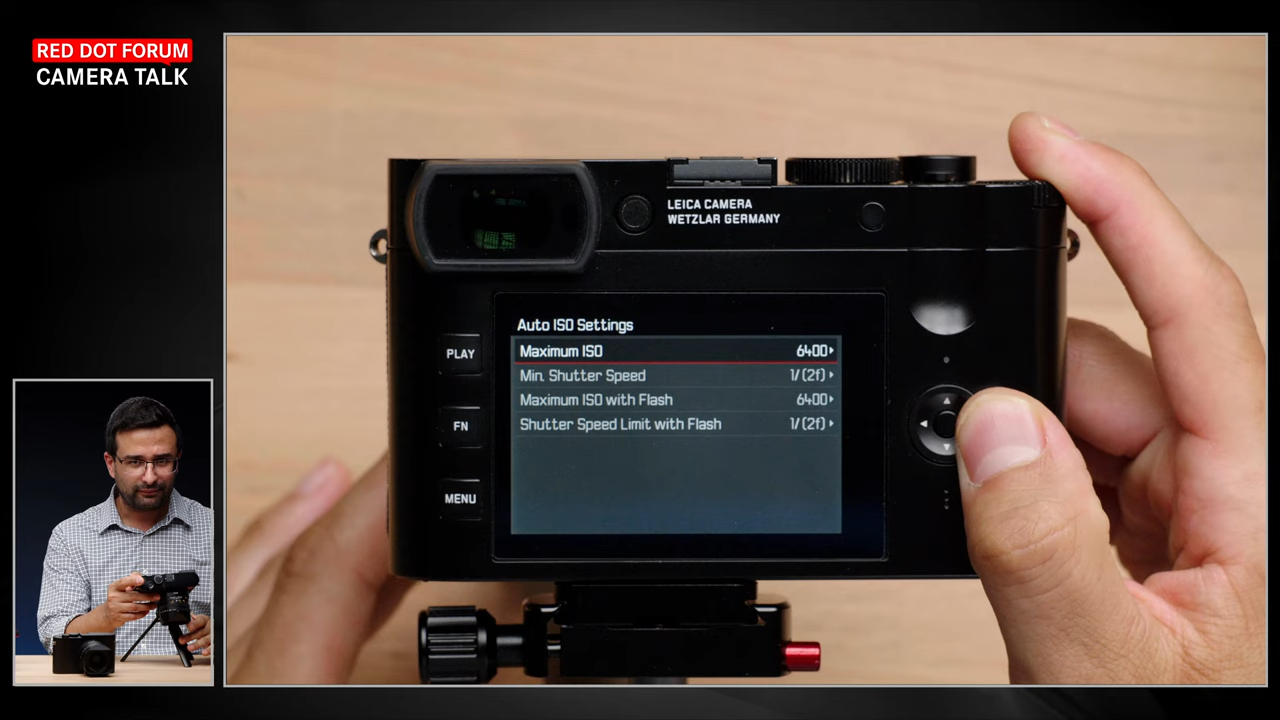 RED DOT FORUM
CAMERA TALK
LEICA CAMERA
WETZLAR GERMANY
PLAY
FN
MENU
Auto ISO Settings
Maximum ISO 6400
Min. Shutter Speed 1/(2f)
Maximum ISO with Flash 6400
Shutter Speed Limit with Flash 1/(2f)